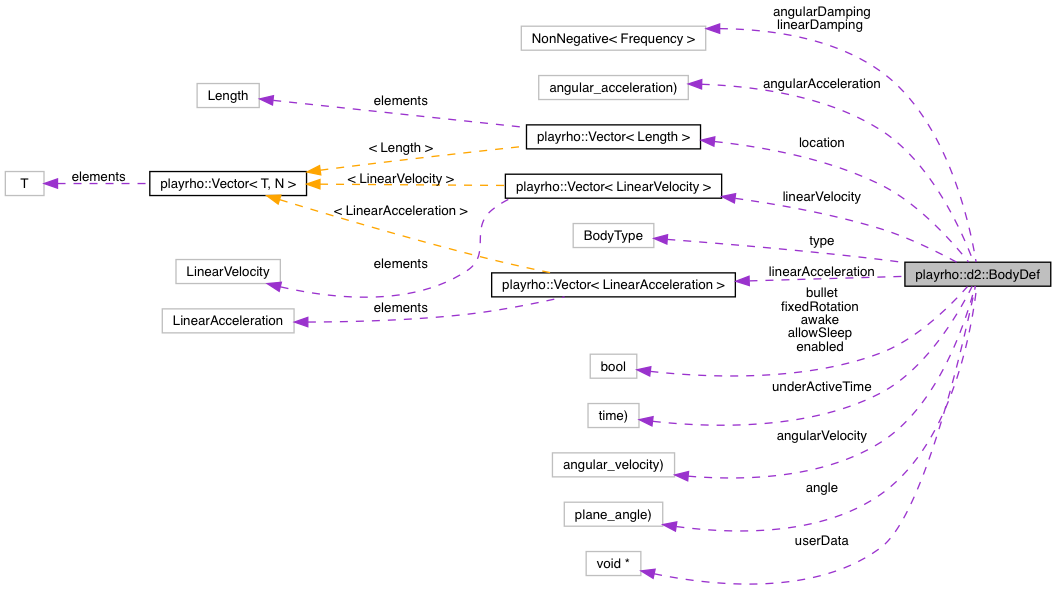 angularDamping
linearDamping
NonNegative< Frequency >
angularAcceleration
angular_acceleration)
Length
elements
playrho::Vector< Length >
location
< Length >
T
elements
playrho::Vector< T, N >
< LinearVelocity >
playrho::Vector< LinearVelocity >
linearVelocity
< LinearAcceleration >
BodyType
type
LinearVelocity
elements
playrho::Vector< LinearAcceleration >
linearAcceleration
playrho::d2::BodyDef
LinearAcceleration
elements
bullet
fixedRotation
awake
allowSleep
enabled
bool
underActiveTime
time)
angularVelocity
angular_velocity)
angle
plane_angle)
userData
void *